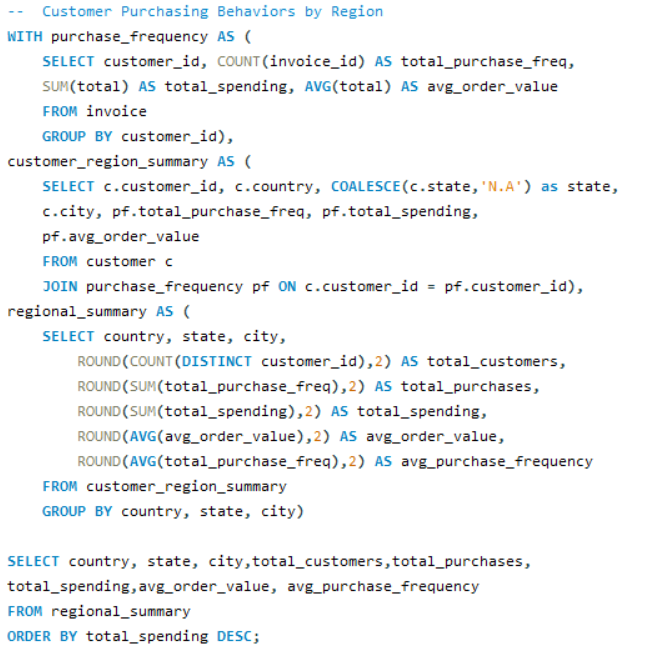 --  Customer Purchasing Behaviors by Region
WITH purchase_frequency AS (
    SELECT customer_id, COUNT(invoice_id) AS total_purchase_freq,
    SUM(total) AS total_spending, AVG(total) AS avg_order_value
    FROM invoice
    GROUP BY customer_id),
customer_region_summary AS (
    SELECT c.customer_id, c.country, COALESCE(c.state,'N.A') as state,
    c.city, pf.total_purchase_freq, pf.total_spending,
    pf.avg_order_value
    FROM customer c
    JOIN purchase_frequency pf ON c.customer_id = pf.customer_id),
regional_summary AS (
    SELECT country, state, city,
        ROUND(COUNT(DISTINCT customer_id),2) AS total_customers,
        ROUND(SUM(total_purchase_freq),2) AS total_purchases,
        ROUND(SUM(total_spending),2) AS total_spending,
        ROUND(AVG(avg_order_value),2) AS avg_order_value,
        ROUND(AVG(total_purchase_freq),2) AS avg_purchase_frequency
    FROM customer_region_summary
    GROUP BY country, state, city)

SELECT country, state, city,total_customers,total_purchases,
total_spending,avg_order_value, avg_purchase_frequency
FROM regional_summary
ORDER BY total_spending DESC;